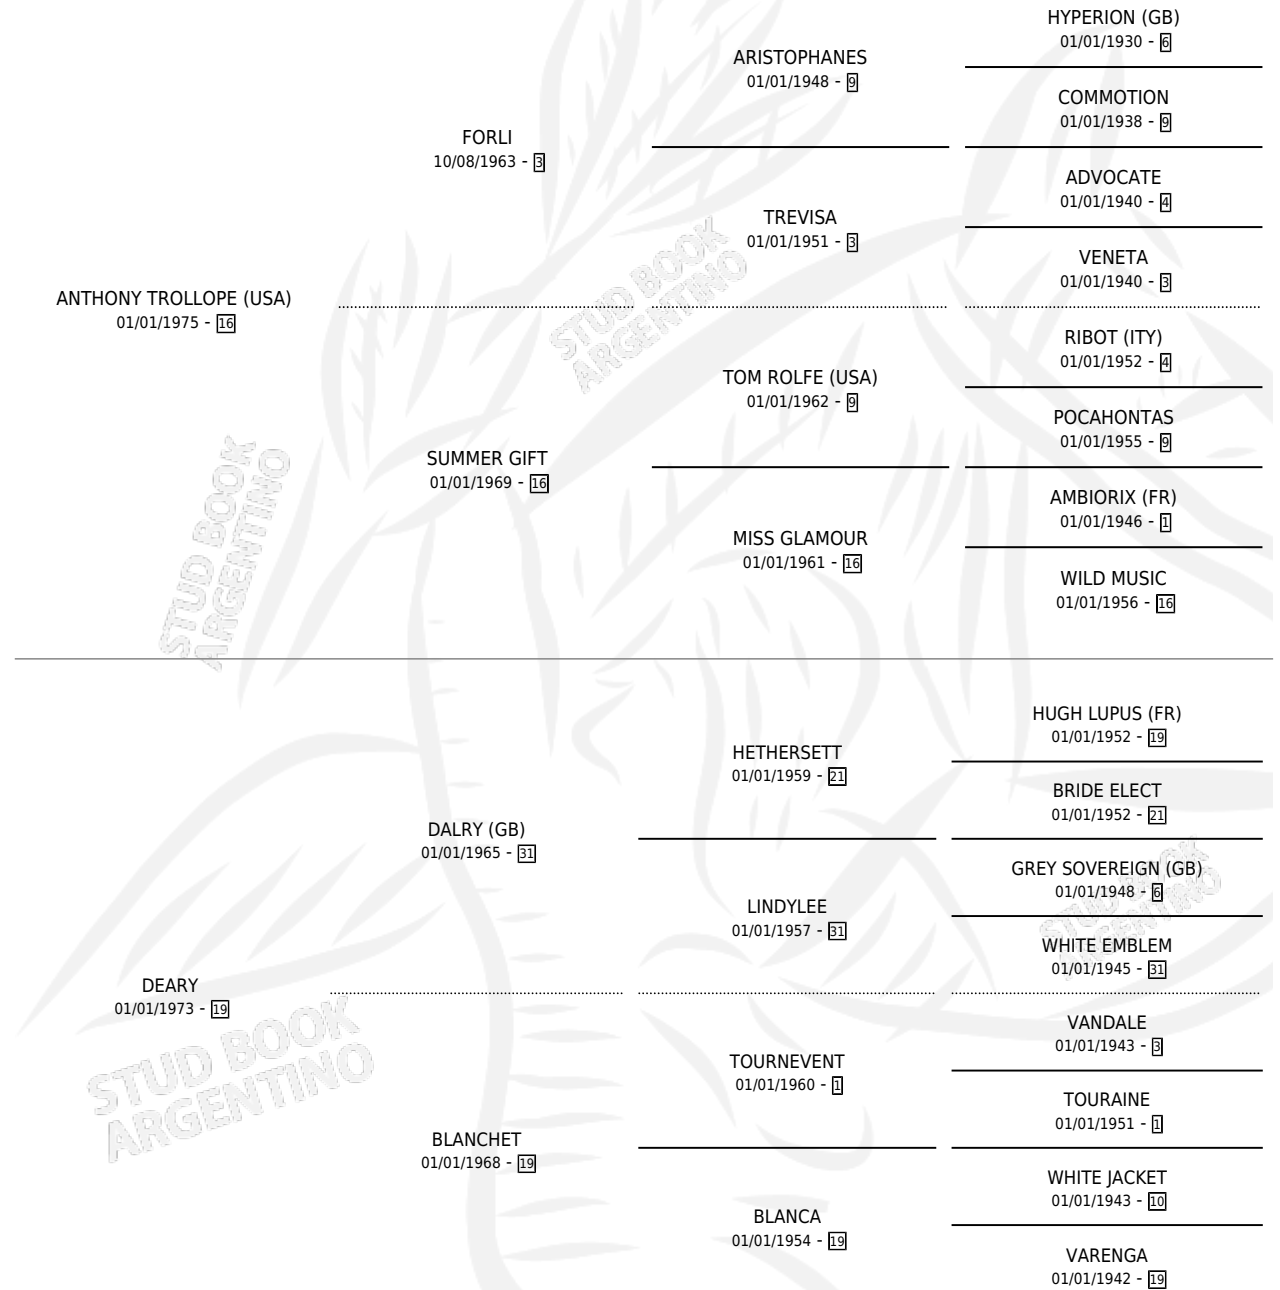 HYPERION (GB)
01/01/1930 - 6
ARISTOPHANES
01/01/1948 - 9
COMMOTION
01/01/1938 - 9
FORLI
10/08/1963 - 3
ADVOCATE
01/01/1940 - 4
TREVISA
01/01/1951 - 3
VENETA
01/01/1940 - 3
ANTHONY TROLLOPE (USA)
01/01/1975 - 16
RIBOT (ITY)
01/01/1952 - 4
TOM ROLFE (USA)
01/01/1962 - 9
POCAHONTAS
01/01/1955 - 9
SUMMER GIFT
01/01/1969 - 16
AMBIORIX (FR)
01/01/1946 - 1
MISS GLAMOUR
01/01/1961 - 16
WILD MUSIC
01/01/1956 - 16
STUD BOOK
ARGENTINO
STUD BOOK
ARGENTINO
HUGH LUPUS (FR)
01/01/1952 - 19
HETHERSETT
01/01/1959 - 21
BRIDE ELECT
01/01/1952 - 21
DALRY (GB)
01/01/1965 - 31
GREY SOVEREIGN (GB)
01/01/1948 - 6
LINDYLEE
01/01/1957 - 31
WHITE EMBLEM
01/01/1945 - 31
STUD BOOK
ARGENTINO
DEARY
01/01/1973 - 19
VANDALE
01/01/1943 - 3
TOURNEVENT
01/01/1960 - 1
TOURAINE
01/01/1951 - 1
STUD BOOK
ARGENTINO
BLANCHET
01/01/1968 - 19
WHITE JACKET
01/01/1943 - 10
BLANCA
01/01/1954 - 19
VARENGA
01/01/1942 - 19